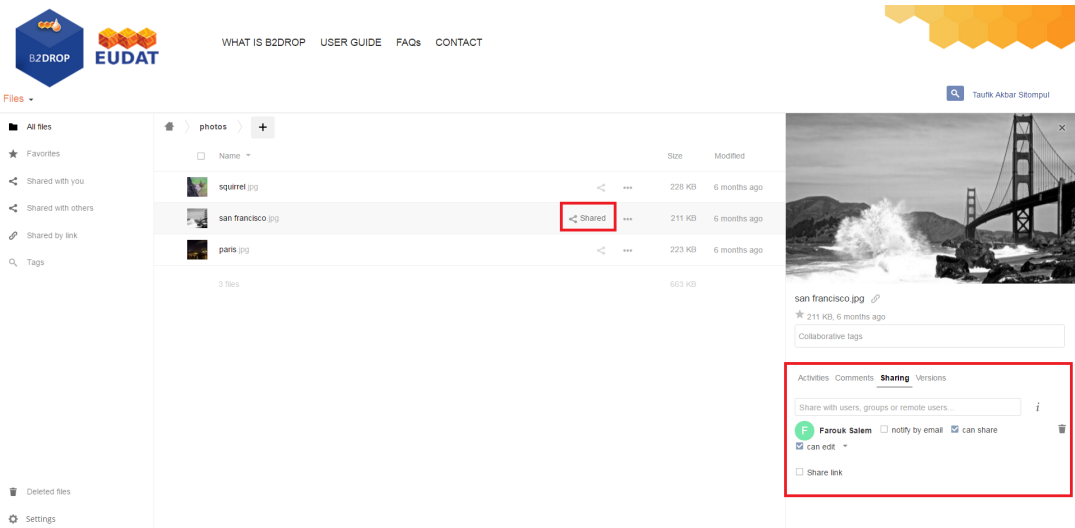 B2DROP
EUDAT
WHAT IS B2DROP USER GUIDE FAQs CONTACT
Files
Taufik Akbar Sitompul
All files
Favorites
Shared with you
Shared with others
Shared by link
Tags
Deleted files
Settings
photos +
Name Size Modified
squirrel.jpg 228 KB 6 months ago
san francisco.jpg Shared 211 KB 6 months ago
paris.jpg 223 KB 6 months ago
3 files 663 KB
san francisco.jpg
211 KB, 6 months ago
Collaborative tags
Activities Comments Sharing Versions
Share with users, groups or remote users...
i
F Farouk Salem notify by email can share
can edit
Share link